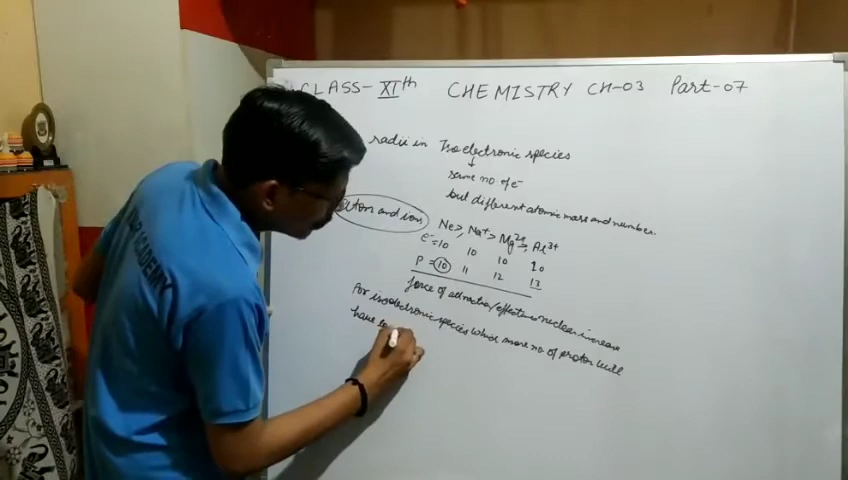 CLASS-XIth CHEMISTRY CH-03 Part-07
radii in Isoelectronic species
↓
same no of e-
but different atomic mass and number.
atom and ions
Ne>, Na+> Mg2+>, Al3+
e-=10 10 10 10
P=10 11 12 13
force of attraction/effective nuclear increase
For isoelectronic species which more no of proton will
have
ACADEMY